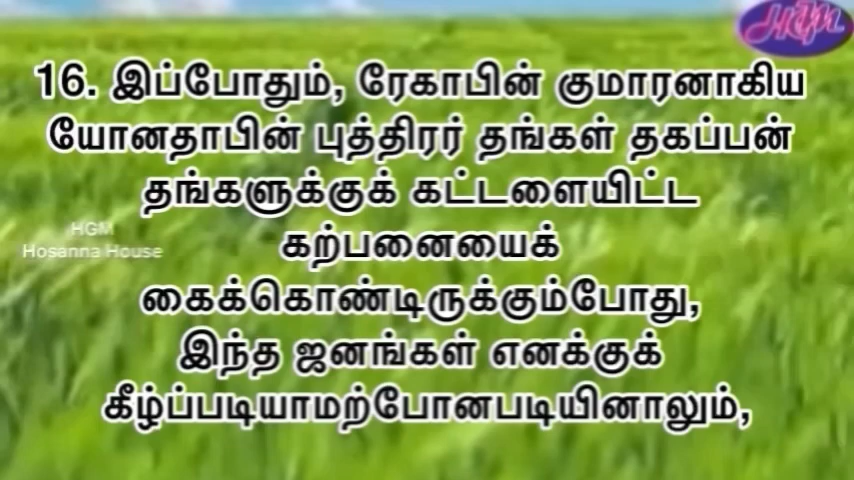 HGM
16. இப்போதும், ரேகாபின் குமாரனாகிய
யோனதாபின் புத்திரர் தங்கள் தகப்பன்
தங்களுக்குக் கட்டளையிட்ட
HGM
Hosanna House
கற்பனையைக்
கைக்கொண்டிருக்கும்போது,
இந்த ஜனங்கள் எனக்குக்
கீழ்ப்படியாமற்போனபடியினாலும்,